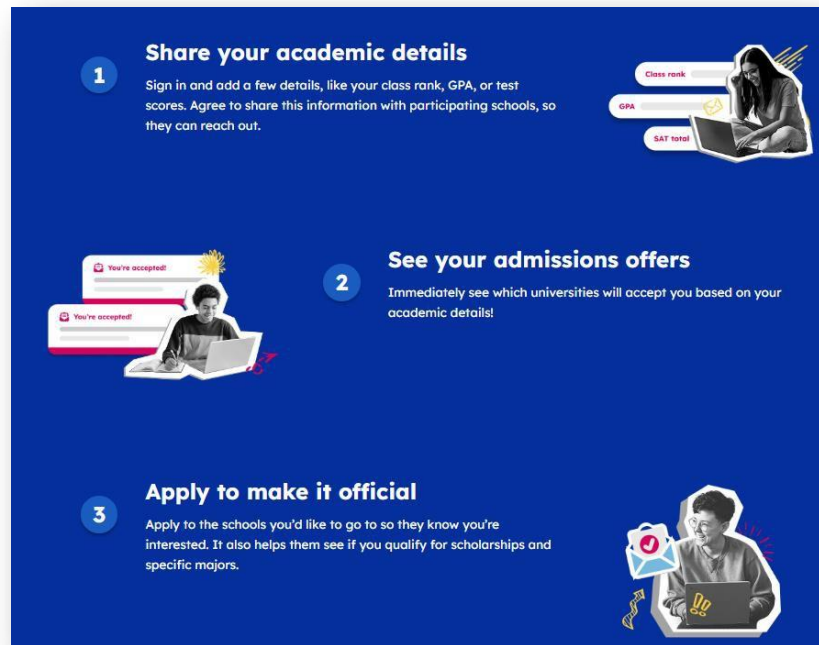 Share your academic details
1
Sign in and add a few details, like your class rank, GPA, or test
scores. Agree to share this information with participating schools, so
they can reach out.
Class rank
GPA
SAT total
You're accepted!
You're accepted!
2
See your admissions offers
Immediately see which universities will accept you based on your
academic details!
3
Apply to make it official
Apply to the schools you’d like to go to so they know you’re
interested. It also helps them see if you qualify for scholarships and
specific majors.
!!